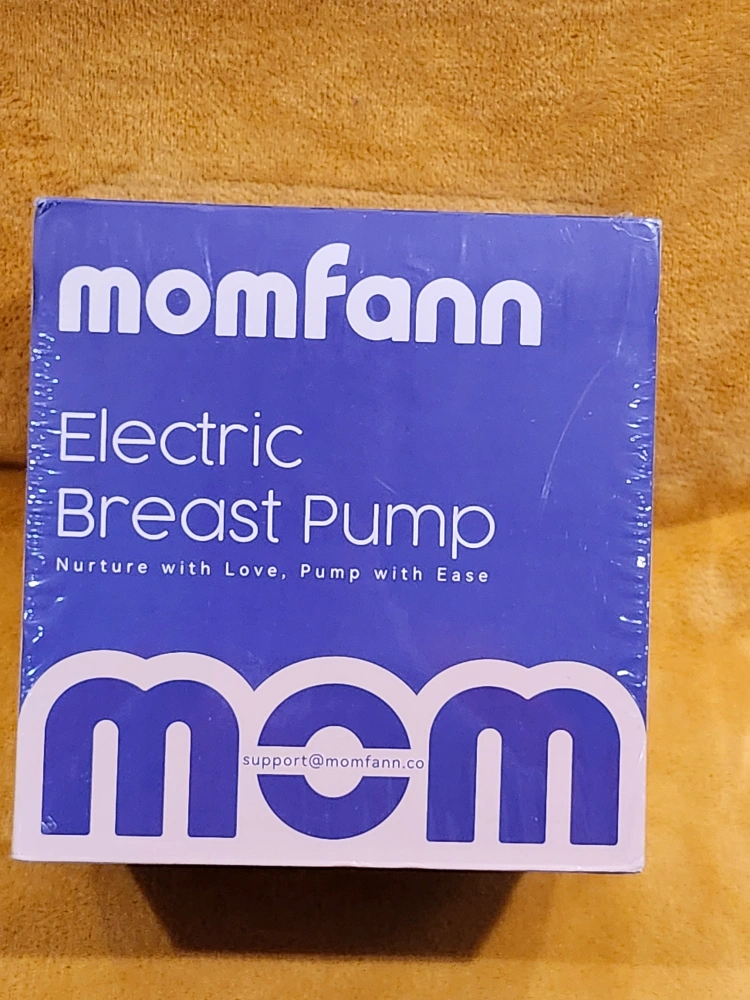 momfann
Electric
Breast Pump
Nurture with Love, Pump with Ease
mom
support@momfann.co